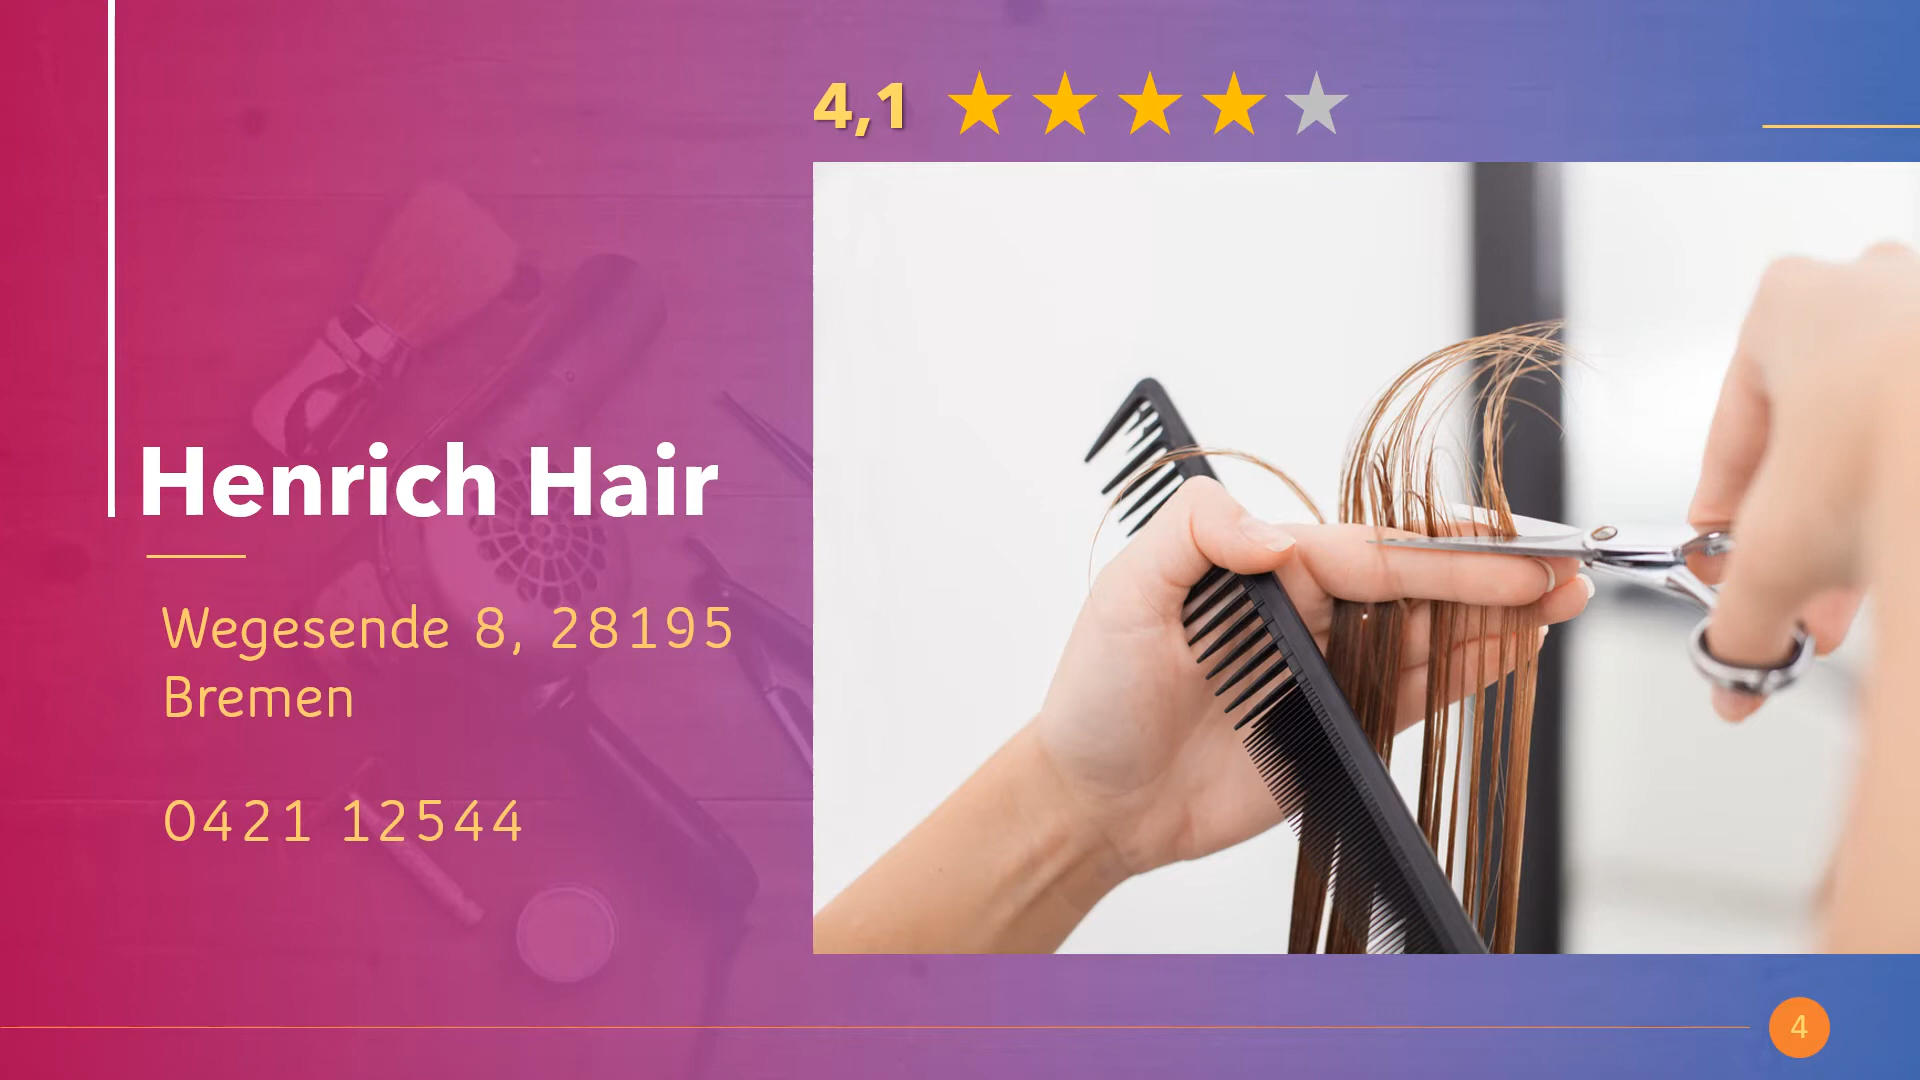 4,1
Henrich Hair
Wegesende 8, 28195
Bremen
0421 12544
4